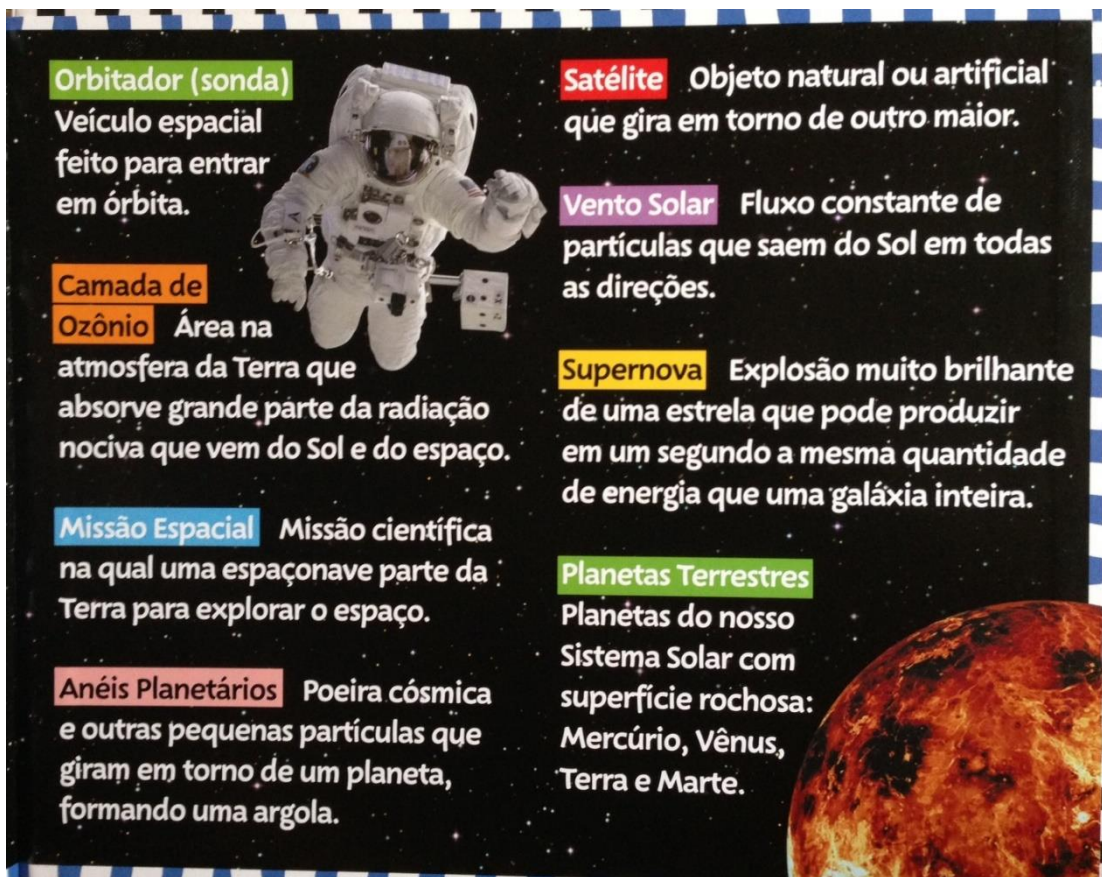 Orbitador (sonda)
Veículo espacial
feito para entrar
em órbita.
Camada de
Ozônio Área na
atmosfera da Terra que
absorve grande parte da radiação
nociva que vem do Sol e do espaço.
Missão Espacial Missão científica
na qual uma espaçonave parte da
Terra para explorar o espaço.
Anéis Planetários Poeira cósmica
e outras pequenas partículas que
giram em torno de um planeta,
formando uma argola.
Satélite Objeto natural ou artificial
que gira em torno de outro maior.
Vento Solar Fluxo constante de
partículas que saem do Sol em todas
as direções.
Supernova Explosão muito brilhante
de uma estrela que pode produzir
em um segundo a mesma quantidade
de energia que uma galáxia inteira.
Planetas Terrestres
Planetas do nosso
Sistema Solar com
superfície rochosa:
Mercúrio, Vênus,
Terra e Marte.